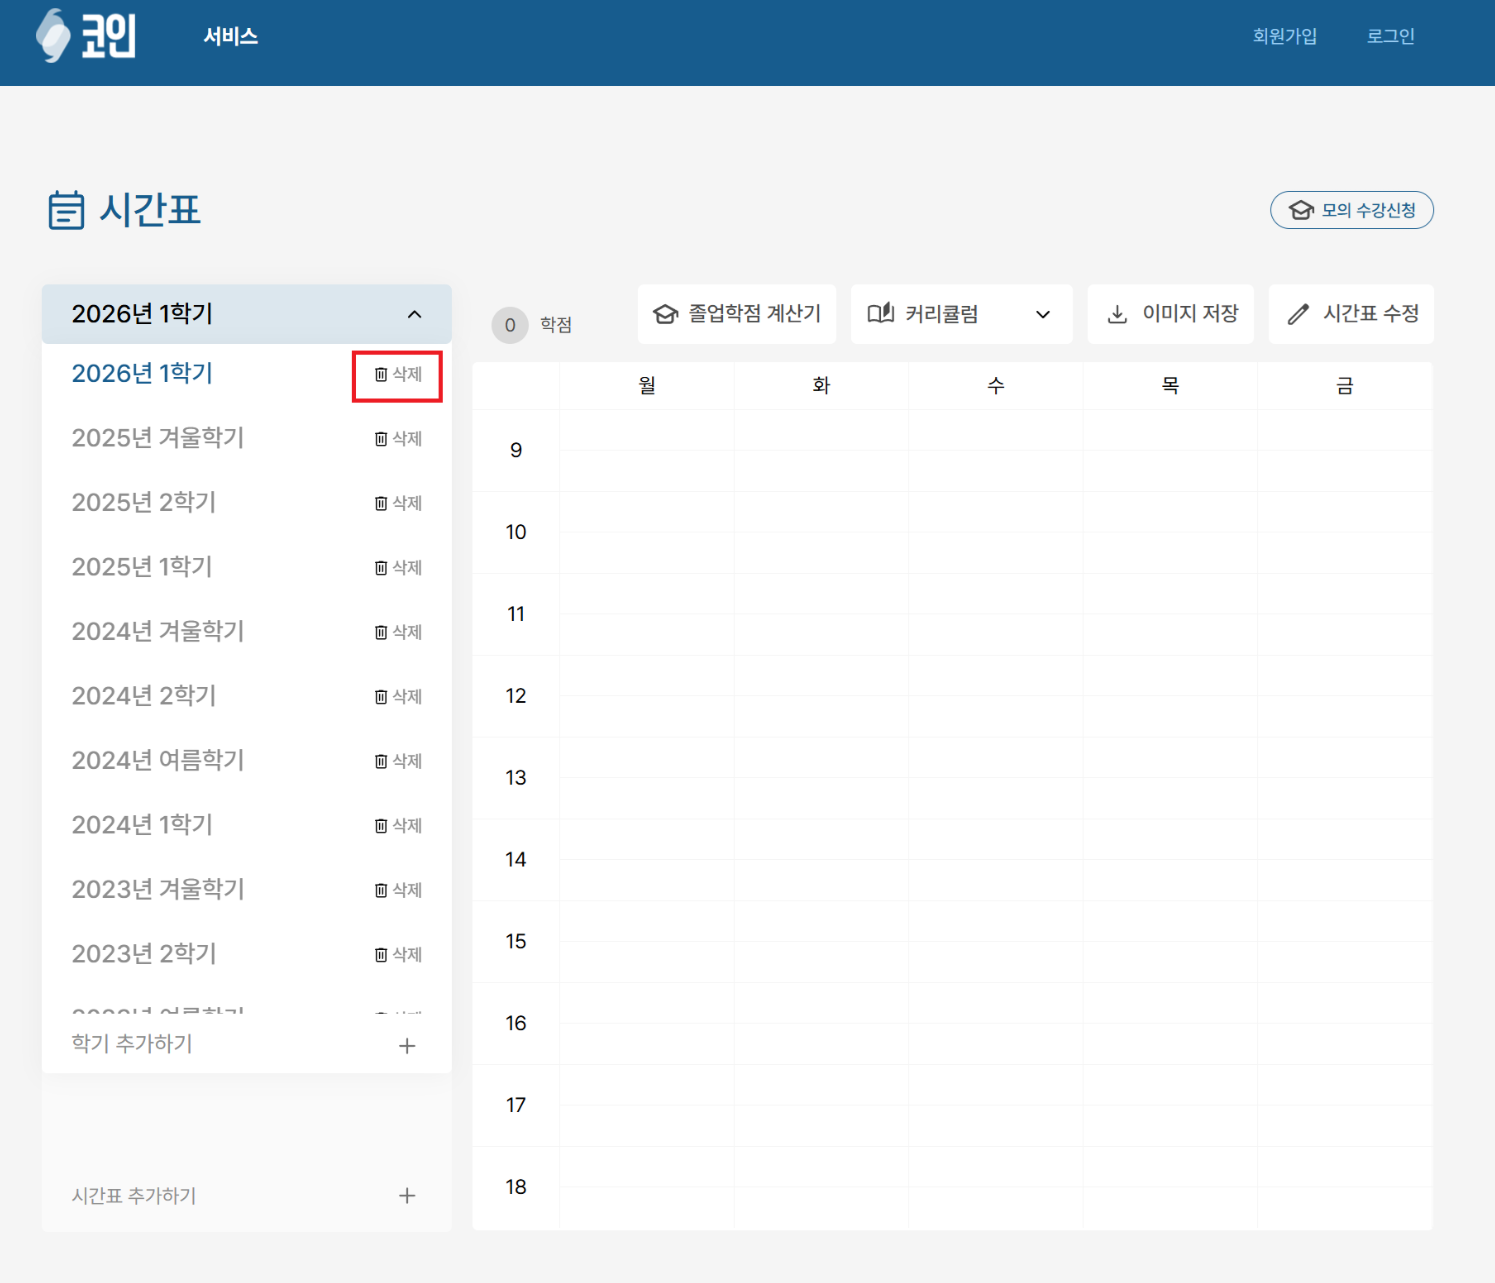 코인
서비스
회원가입
로그인
시간표
모의 수강신청
2026년 1학기
0 학점
졸업학점 계산기
커리큘럼
이미지 저장
시간표 수정
2026년 1학기 삭제
2025년 겨울학기 삭제
2025년 2학기 삭제
2025년 1학기 삭제
2024년 겨울학기 삭제
2024년 2학기 삭제
2024년 여름학기 삭제
2024년 1학기 삭제
2023년 겨울학기 삭제
2023년 2학기 삭제
학기 추가하기
시간표 추가하기
월 화 수 목 금
9
10
11
12
13
14
15
16
17
18